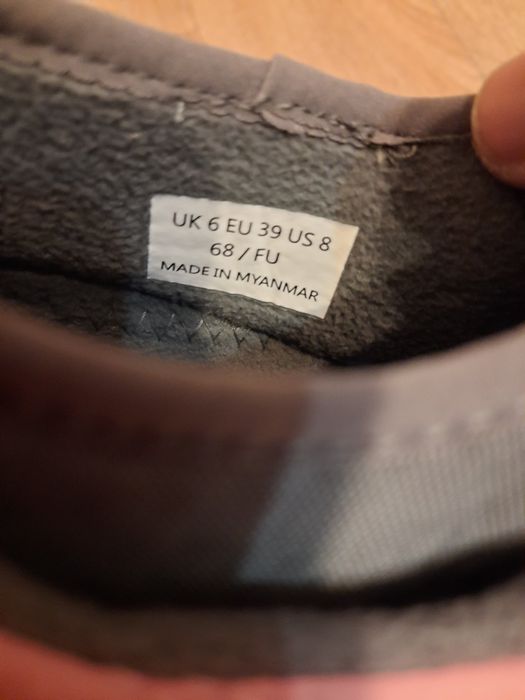 UK 6 EU 39 US 8
68 / FU
MADE IN MYANMAR